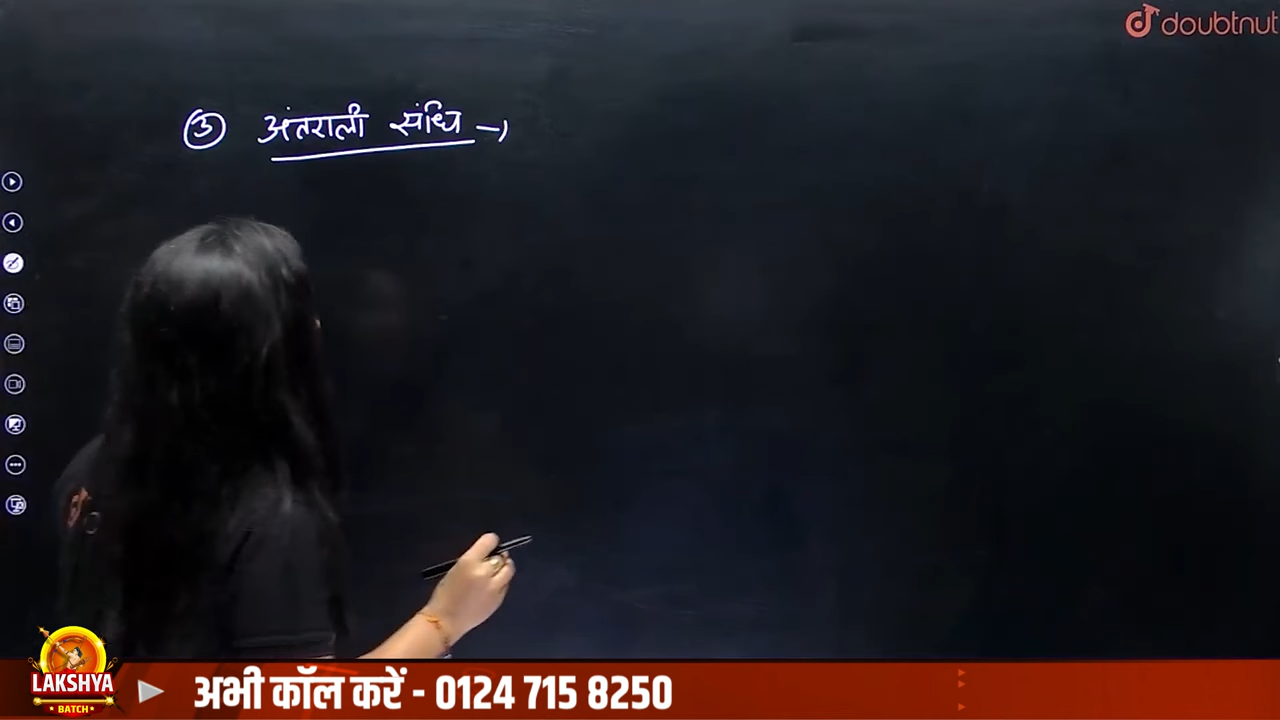 doubtnut
③ अंतराली संधि →
LAKSHYA
BATCH
अभी कॉल करें - 0124 715 8250